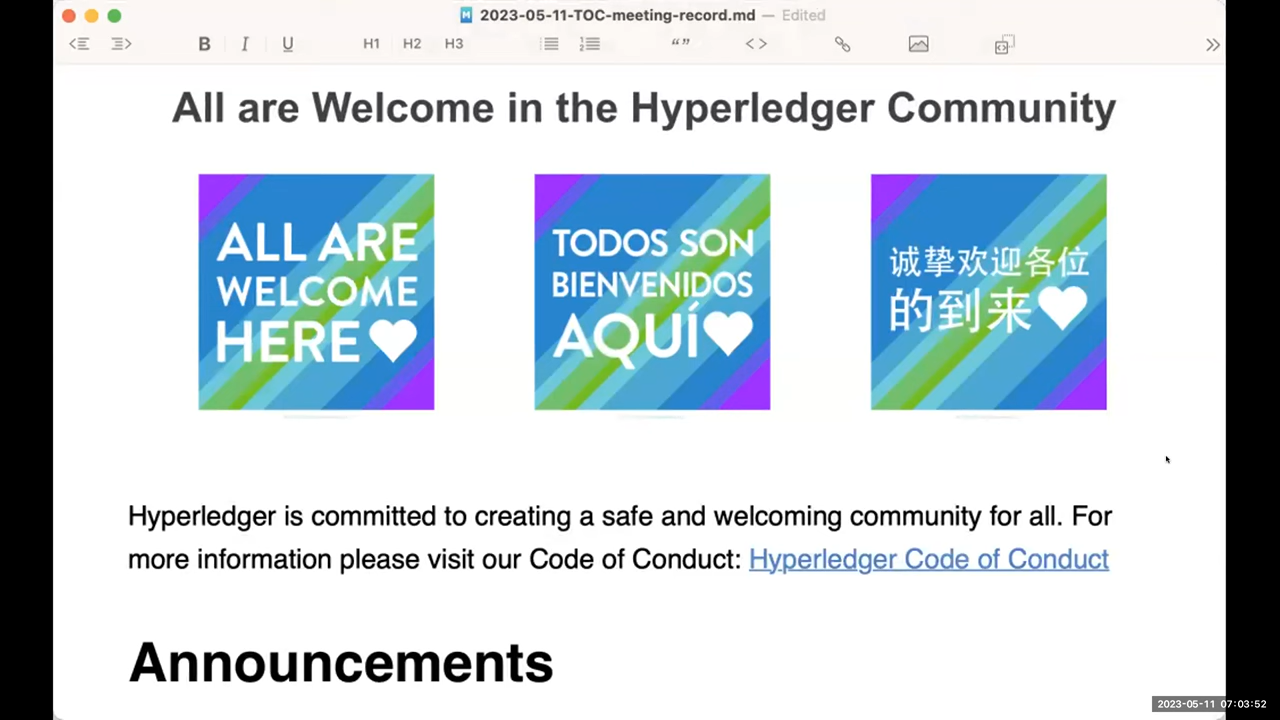 2023-05-11-TOC-meeting-record.md — Edited
B I U H1 H2 H3 “” <>
All are Welcome in the Hyperledger Community
ALL ARE
WELCOME
HERE
TODOS SON
BIENVENIDOS
AQUÍ
诚挚欢迎各位
的到来
Hyperledger is committed to creating a safe and welcoming community for all. For
more information please visit our Code of Conduct: Hyperledger Code of Conduct
Announcements
2023-05-11 07:03:52